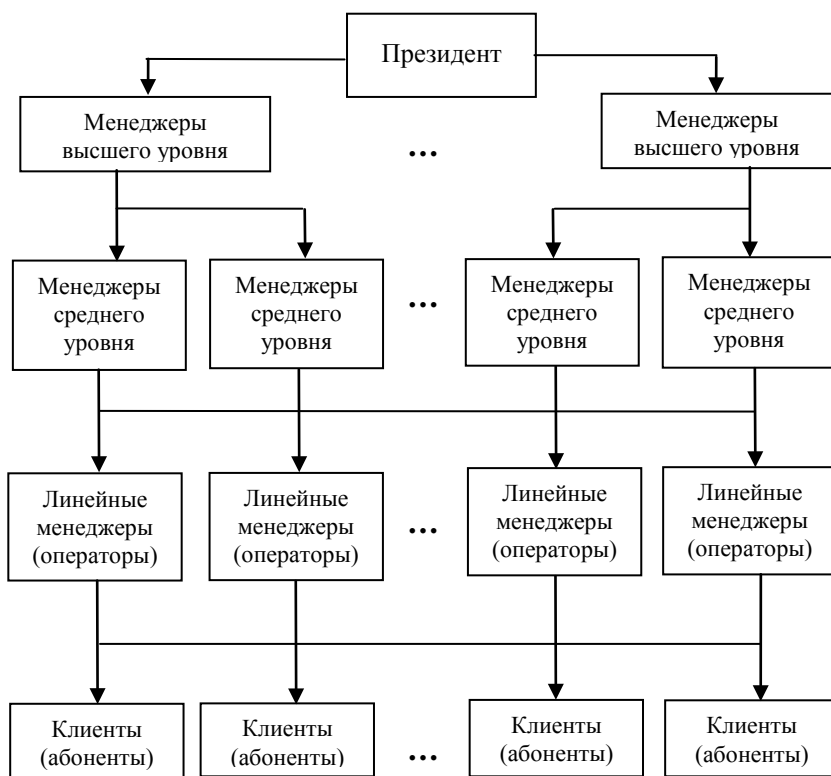 Президент
Менеджеры
высшего уровня
...
Менеджеры
высшего уровня
Менеджеры
среднего
уровня
Менеджеры
среднего
уровня
...
Менеджеры
среднего
уровня
Менеджеры
среднего
уровня
Линейные
менеджеры
(операторы)
Линейные
менеджеры
(операторы)
...
Линейные
менеджеры
(операторы)
Линейные
менеджеры
(операторы)
Клиенты
(абоненты)
Клиенты
(абоненты)
...
Клиенты
(абоненты)
Клиенты
(абоненты)